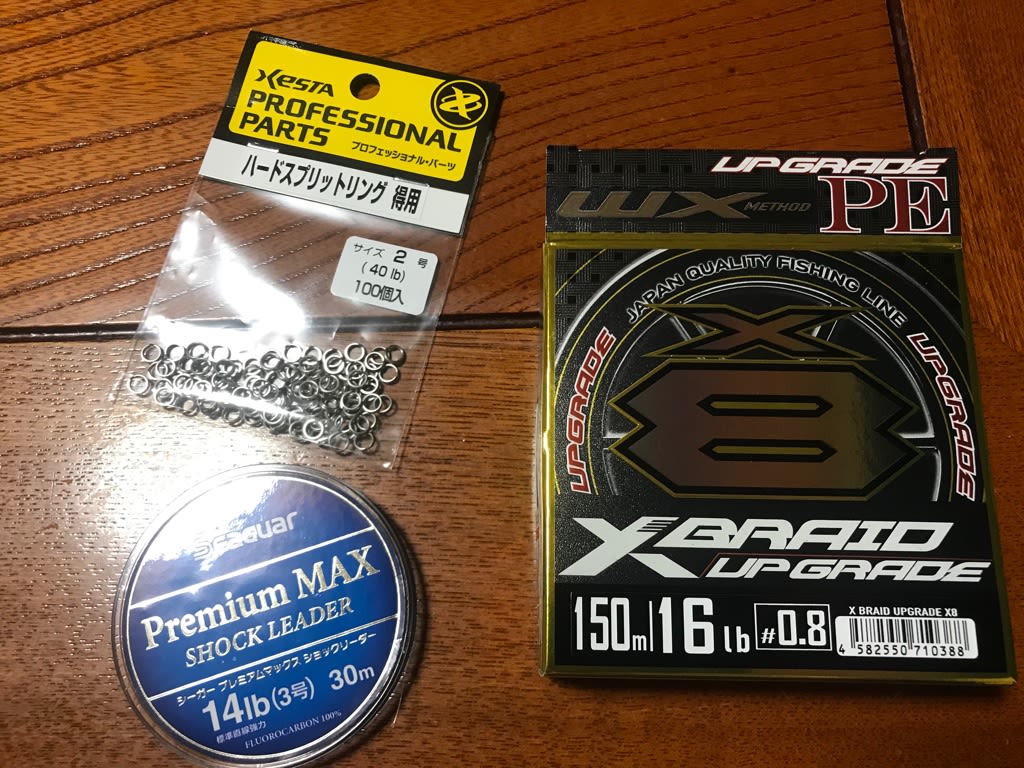 XESTA
PROFESSIONAL
PARTS
プロフェッショナル・パーツ
ハードスプリットリング 得用
サイズ 2 号
(40 lb)
100個入
Seaguar
Premium MAX
SHOCK LEADER
シーガー プレミアムマックス ショックリーダー
14lb(3号) 30m
標準直線強力
FLUOROCARBON 100%
UPGRADE
WX METHOD PE
JAPAN QUALITY FISHING LINE
UPGRADE
UPGRADE
X
8
XBRAID
UPGRADE
150m 16 lb #0.8
X BRAID UPGRADE X8
4 582550 710388